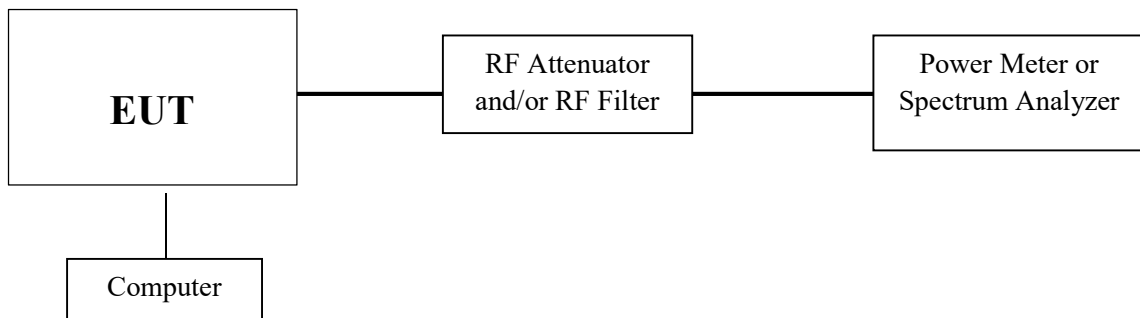 EUT
RF Attenuator
and/or RF Filter
Power Meter or
Spectrum Analyzer
Computer